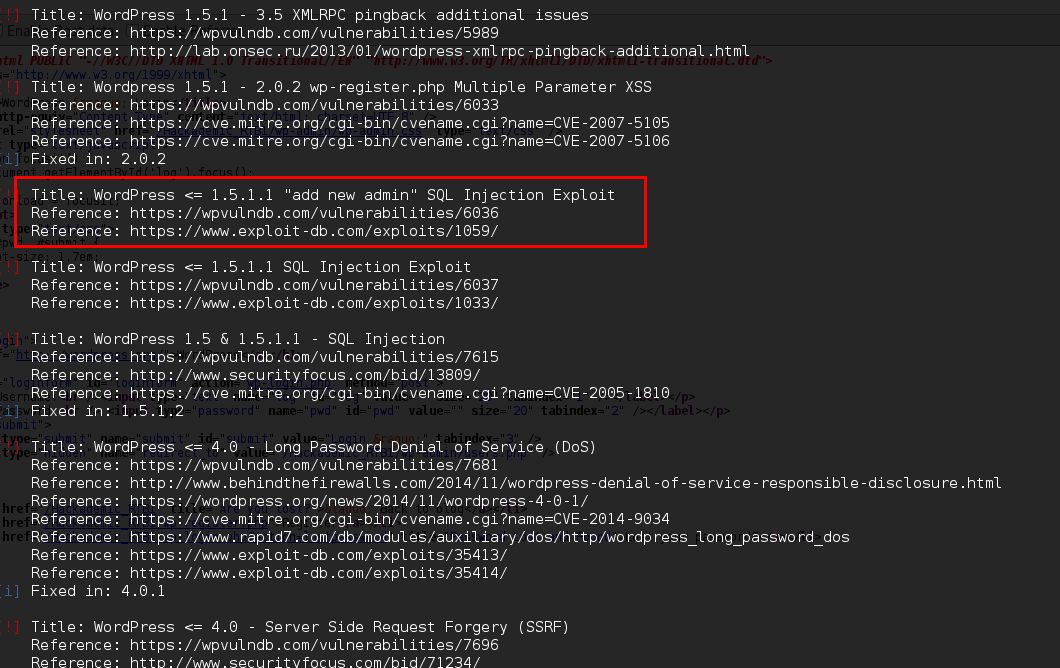 [!] Title: WordPress 1.5.1 - 3.5 XMLRPC pingback additional issues
Reference: https://wpvulndb.com/vulnerabilities/5989
Reference: http://lab.onsec.ru/2013/01/wordpress-xmlrpc-pingback-additional.html
[!] Title: Wordpress 1.5.1 - 2.0.2 wp-register.php Multiple Parameter XSS
Reference: https://wpvulndb.com/vulnerabilities/6033
Reference: https://cve.mitre.org/cgi-bin/cvename.cgi?name=CVE-2007-5105
Reference: https://cve.mitre.org/cgi-bin/cvename.cgi?name=CVE-2007-5106
[i] Fixed in: 2.0.2
[!] Title: WordPress <= 1.5.1.1 "add new admin" SQL Injection Exploit
Reference: https://wpvulndb.com/vulnerabilities/6036
Reference: https://www.exploit-db.com/exploits/1059/
[!] Title: WordPress <= 1.5.1.1 SQL Injection Exploit
Reference: https://wpvulndb.com/vulnerabilities/6037
Reference: https://www.exploit-db.com/exploits/1033/
[!] Title: WordPress 1.5 & 1.5.1.1 - SQL Injection
Reference: https://wpvulndb.com/vulnerabilities/7615
Reference: http://www.securityfocus.com/bid/13809/
Reference: https://cve.mitre.org/cgi-bin/cvename.cgi?name=CVE-2005-1810
[i] Fixed in: 1.5.1.2
[!] Title: WordPress <= 4.0 - Long Password Denial of Service (DoS)
Reference: https://wpvulndb.com/vulnerabilities/7681
Reference: http://www.behindthefirewalls.com/2014/11/wordpress-denial-of-service-responsible-disclosure.html
Reference: https://wordpress.org/news/2014/11/wordpress-4-0-1/
Reference: https://cve.mitre.org/cgi-bin/cvename.cgi?name=CVE-2014-9034
Reference: https://www.rapid7.com/db/modules/auxiliary/dos/http/wordpress_long_password_dos
Reference: https://www.exploit-db.com/exploits/35413/
Reference: https://www.exploit-db.com/exploits/35414/
[i] Fixed in: 4.0.1
[!] Title: WordPress <= 4.0 - Server Side Request Forgery (SSRF)
Reference: https://wpvulndb.com/vulnerabilities/7696
Reference: http://www.securityfocus.com/bid/71234/